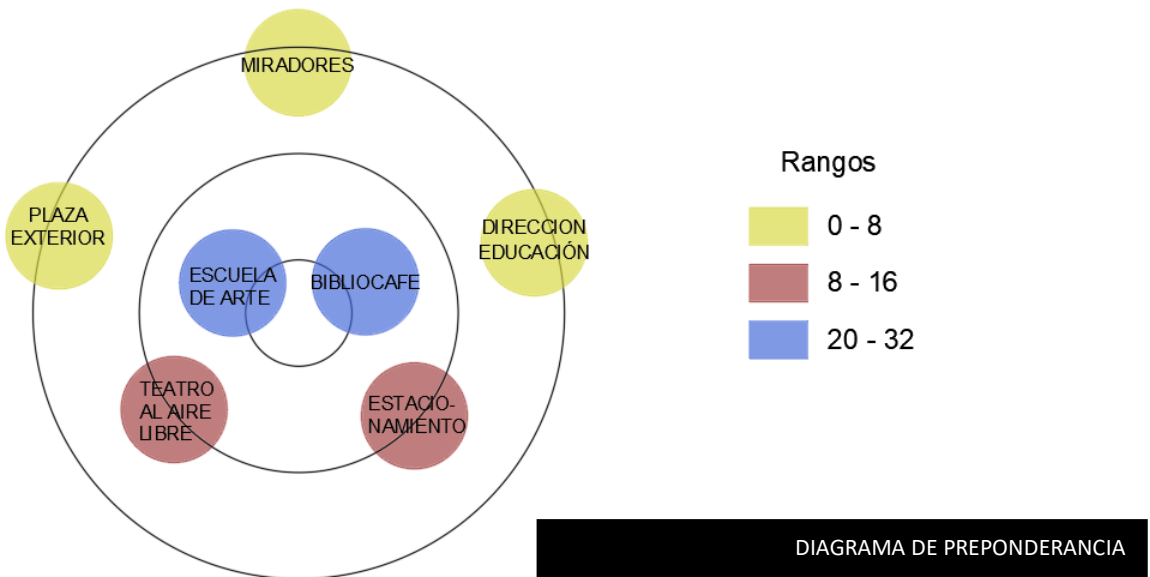 MIRADORES
PLAZA
EXTERIOR
DIRECCION
EDUCACIÓN
ESCUELA
DE ARTE
BIBLIOCAFE
TEATRO
AL AIRE
LIBRE
ESTACIO-
NAMIENTO
Rangos
0 - 8
8 - 16
20 - 32
DIAGRAMA DE PREPONDERANCIA